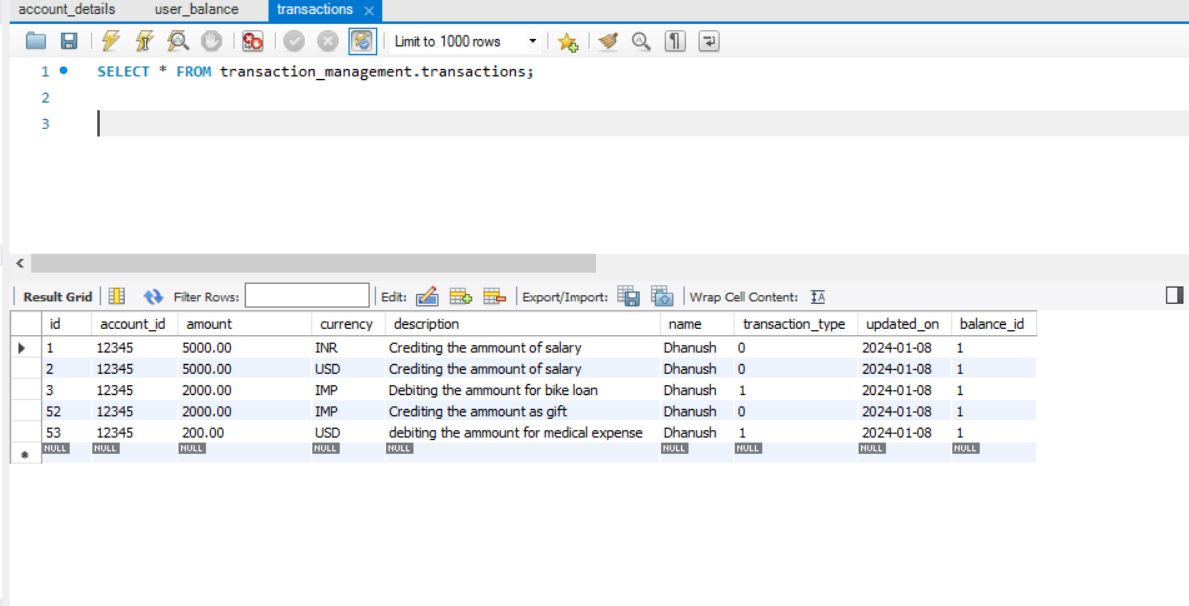 account_details user_balance transactions
Limit to 1000 rows
1 SELECT * FROM transaction_management.transactions;
2
3
Result Grid Filter Rows: Edit: Export/Import: Wrap Cell Content:
id account_id amount currency description name transaction_type updated_on balance_id
1 12345 5000.00 INR Crediting the ammount of salary Dhanush 0 2024-01-08 1
2 12345 5000.00 USD Crediting the ammount of salary Dhanush 0 2024-01-08 1
3 12345 2000.00 IMP Debiting the ammount for bike loan Dhanush 1 2024-01-08 1
52 12345 2000.00 IMP Crediting the ammount as gift Dhanush 0 2024-01-08 1
53 12345 200.00 USD debiting the ammount for medical expense Dhanush 1 2024-01-08 1
NULL NULL NULL NULL NULL NULL NULL NULL NULL